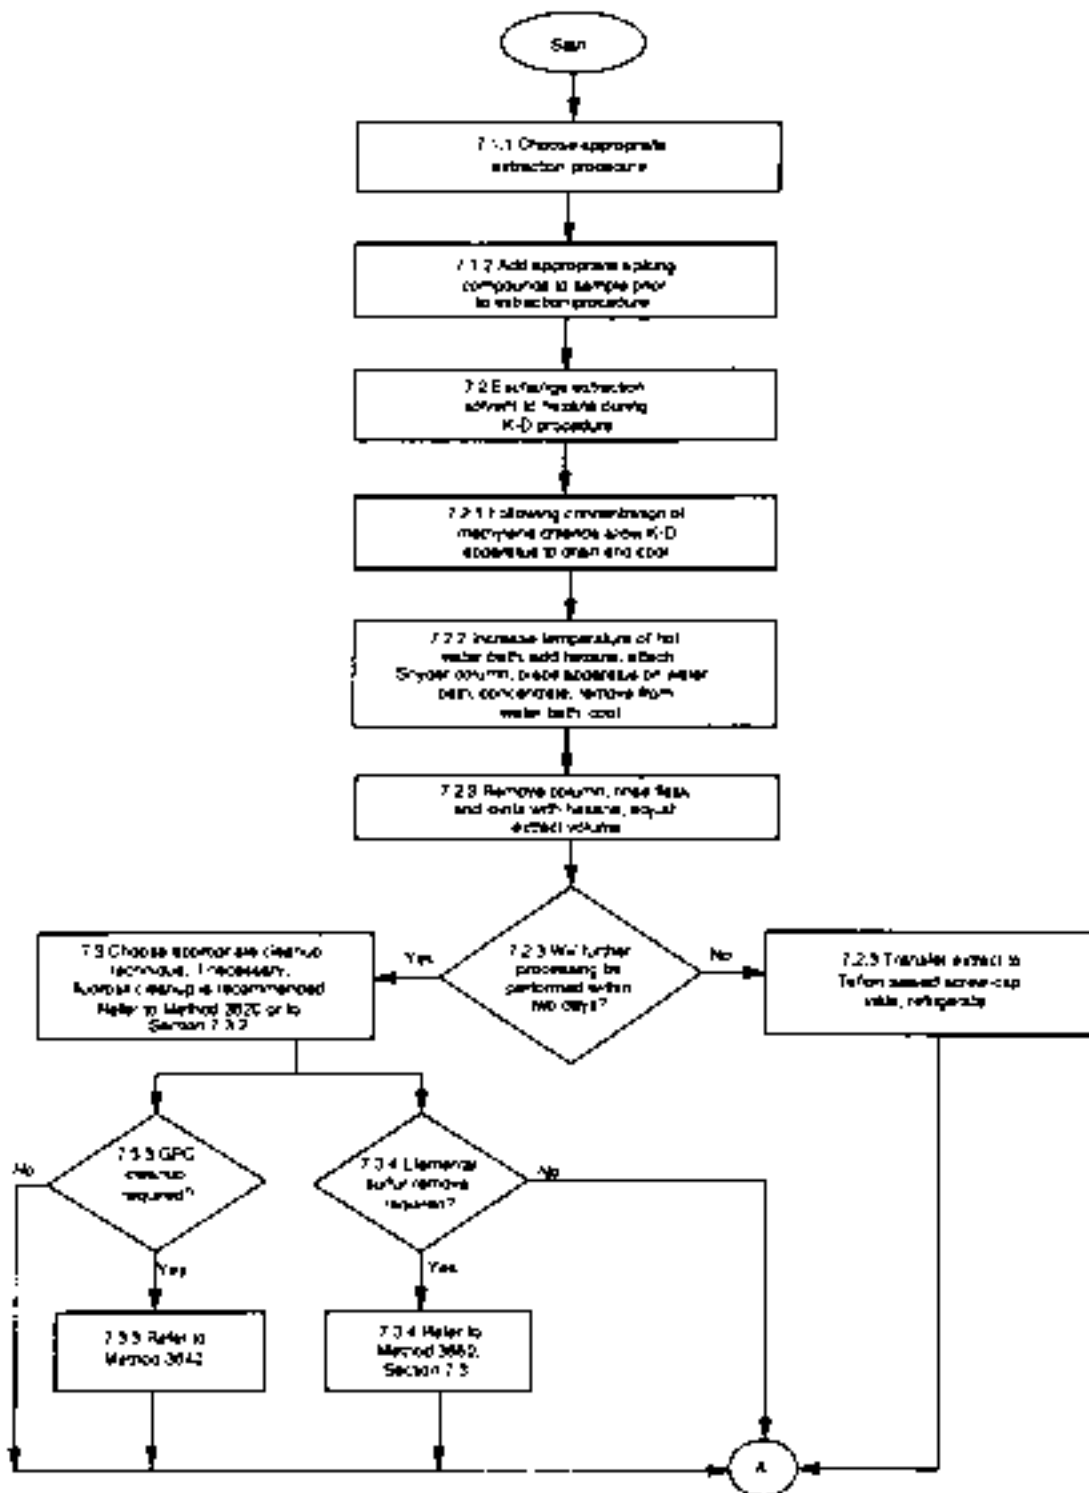 Start
7.1.1 Choose appropriate
extraction procedure
7.1.2 Add appropriate spiking
compounds to sample prior
to extraction procedure
7.2 Exchange extraction
solvent to hexane during
K-D procedure
7.2.1 Following concentration of
methylene chloride allow K-D
apparatus to drain and cool
7.2.2 Increase temperature of hot
water bath, add hexane, attach
Snyder column, place apparatus on water
bath, concentrate, remove from
water bath, cool
7.2.3 Remove column, rinse flask
and joints with hexane, adjust
extract volume
7.2.3 Will further
processing be
performed within
two days?
Yes
No
7.3 Choose appropriate cleanup
technique, if necessary,
fluorisil cleanup is recommended
Refer to Method 3620 or to
Section 7.3.2
7.2.3 Transfer extract to
Teflon sealed screw-cap
vials, refrigerate
7.3.3 GPC
cleanup
required?
No
Yes
7.3.4 Elemental
sulfur remove
required?
No
Yes
7.3.3 Refer to
Method 3640
7.3.4 Refer to
Method 3660,
Section 7.3
A